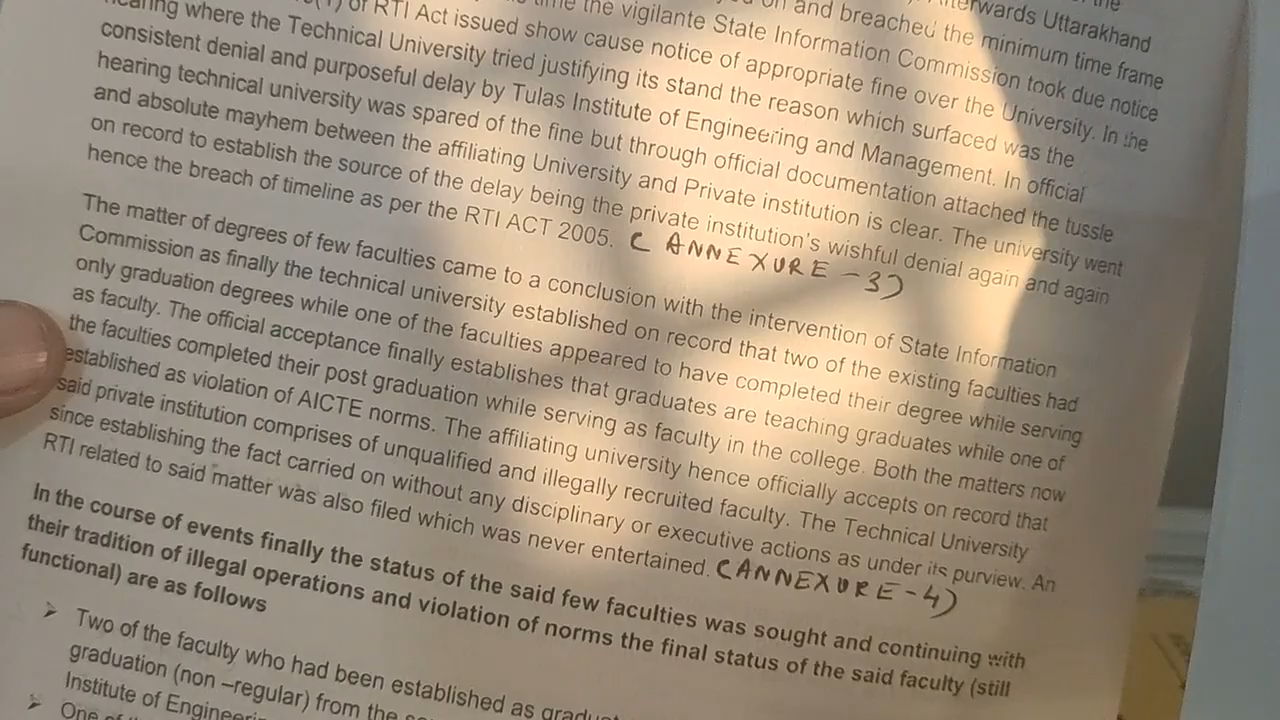 the
Afterwards Uttarakhand
on and breached the minimum time frame
time the vigilante State Information Commission took due notice
of RTI Act issued show cause notice of appropriate fine over the University. In the
hearing where the Technical University tried justifying its stand the reason which surfaced was the
consistent denial and purposeful delay by Tulas Institute of Engineering and Management. In official
hearing technical university was spared of the fine but through official documentation attached the tussle
and absolute mayhem between the affiliating University and Private institution is clear. The university went
on record to establish the source of the delay being the private institution's wishful denial again and again
hence the breach of timeline as per the RTI ACT 2005. (ANNEXURE -3)
The matter of degrees of few faculties came to a conclusion with the intervention of State Information
Commission as finally the technical university established on record that two of the existing faculties had
only graduation degrees while one of the faculties appeared to have completed their degree while serving
as faculty. The official acceptance finally establishes that graduates are teaching graduates while one of
the faculties completed their post graduation while serving as faculty in the college. Both the matters now
established as violation of AICTE norms. The affiliating university hence officially accepts on record that
said private institution comprises of unqualified and illegally recruited faculty. The Technical University
since establishing the fact carried on without any disciplinary or executive actions as under its purview. An
RTI related to said matter was also filed which was never entertained. (ANNEXURE-4)
In the course of events finally the status of the said few faculties was sought and continuing with
their tradition of illegal operations and violation of norms the final status of the said faculty (still
functional) are as follows
➢ Two of the faculty who had been established as
graduation (non –regular) from the
Institute of
➢ One